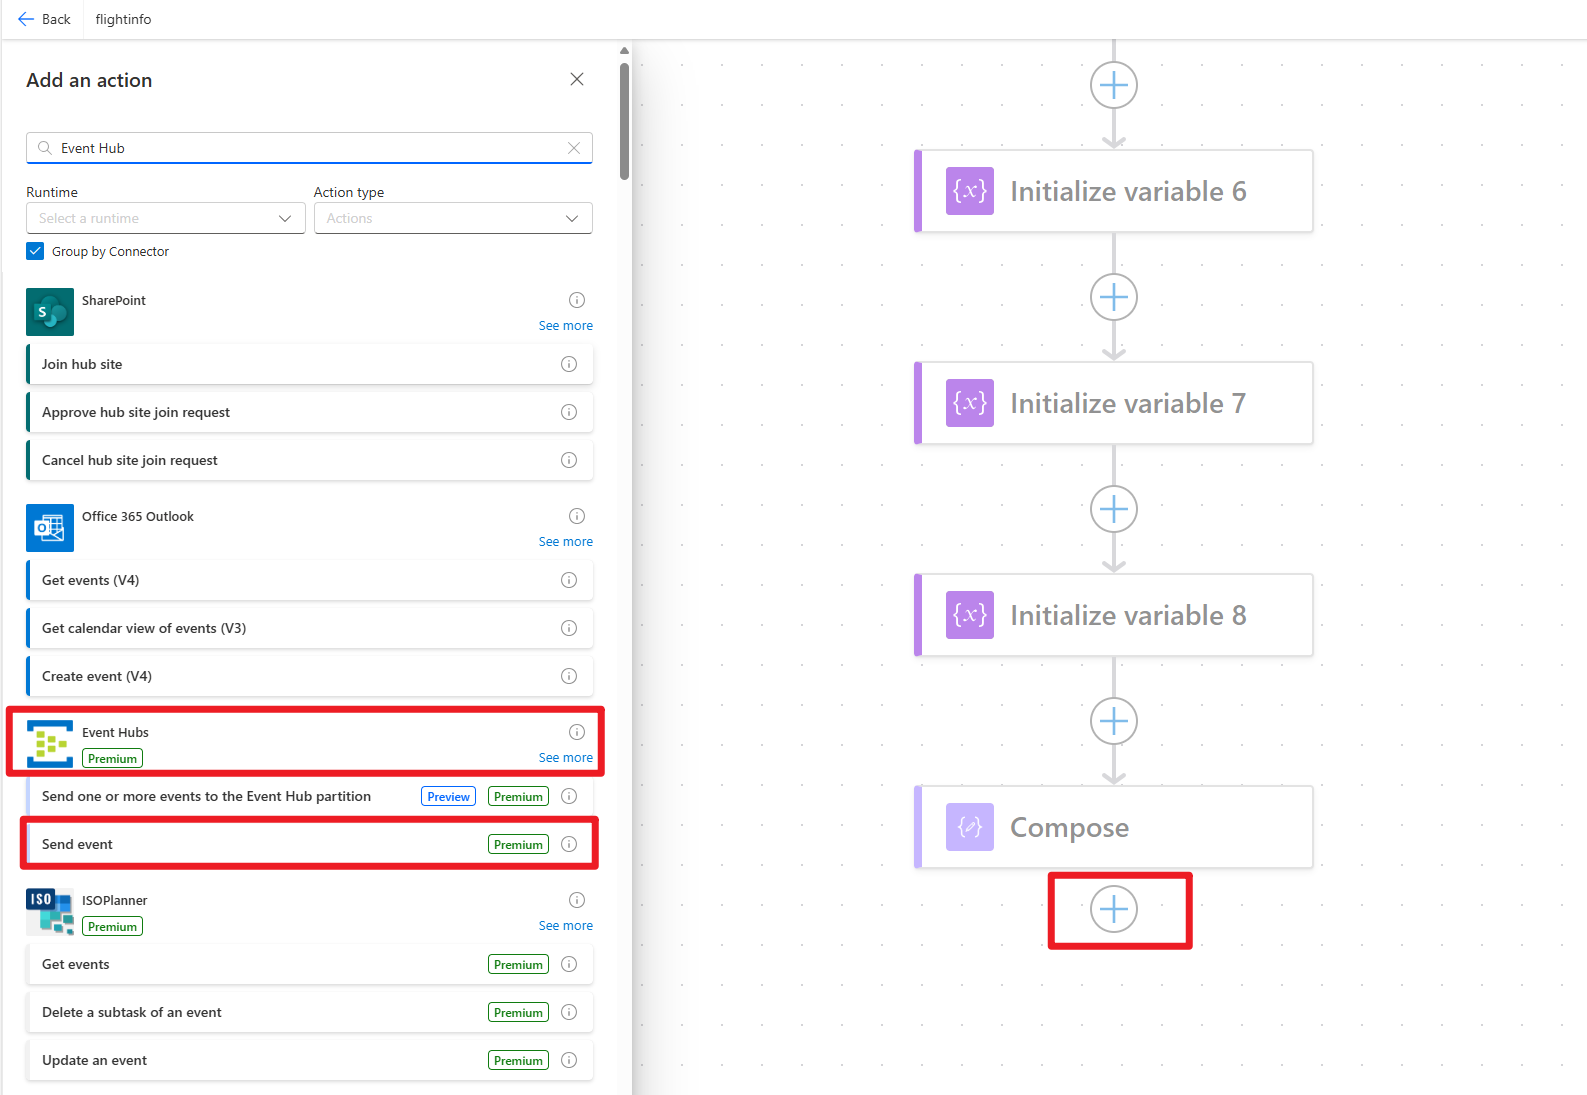 Back
flightinfo
Add an action
Event Hub
Runtime
Action type
Select a runtime
Actions
Group by Connector
SharePoint
See more
Join hub site
Approve hub site join request
Cancel hub site join request
Office 365 Outlook
See more
Get events (V4)
Get calendar view of events (V3)
Create event (V4)
Event Hubs
Premium
See more
Send one or more events to the Event Hub partition Preview Premium
Send event Premium
ISO
ISOPlanner
Premium
See more
Get events Premium
Delete a subtask of an event Premium
Update an event Premium
{x} Initialize variable 6
{x} Initialize variable 7
{x} Initialize variable 8
Compose